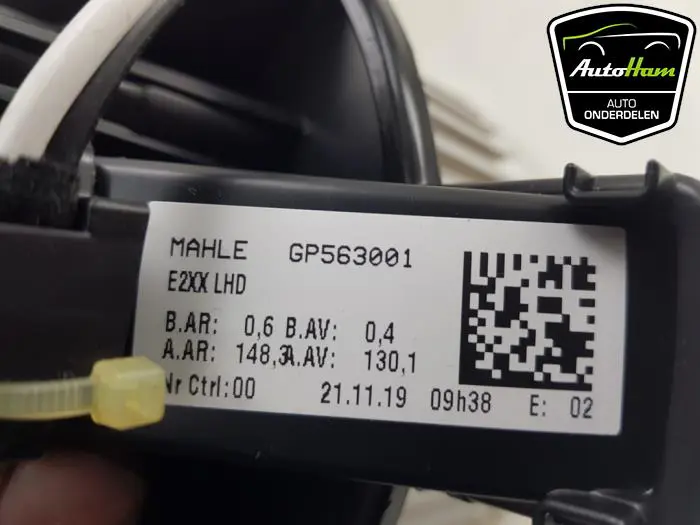 AutoHam
AUTO
ONDERDELEN
MAHLE GP563001
E2XX LHD
B.AR: 0,6 B.AV: 0,4
A.AR: 148,3 A.AV: 130,1
Nr Ctrl:00 21.11.19 09h38 E: 02